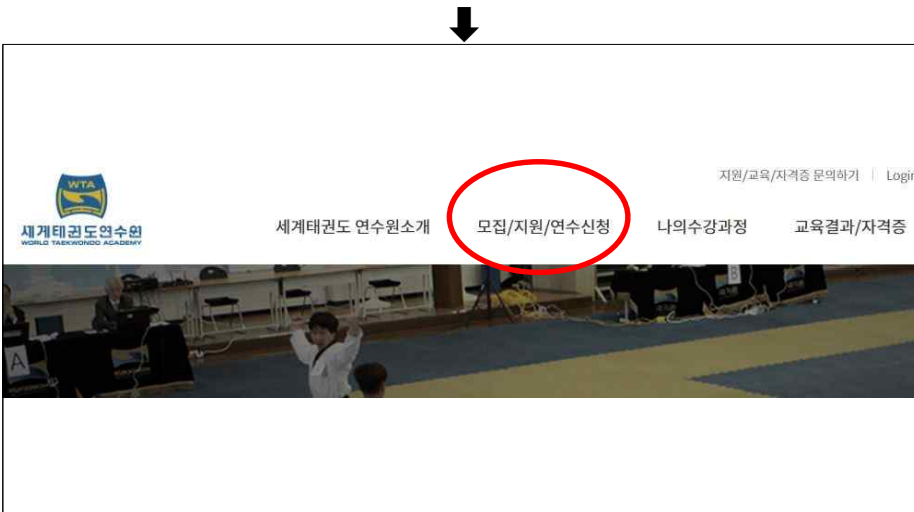 지원/교육/자격증 문의하기 | Login
WTA
세계태권도연수원
WORLD TAEKWONDO ACADEMY
세계태권도 연수원소개 모집/지원/연수신청 나의수강과정 교육결과/자격증
B
A